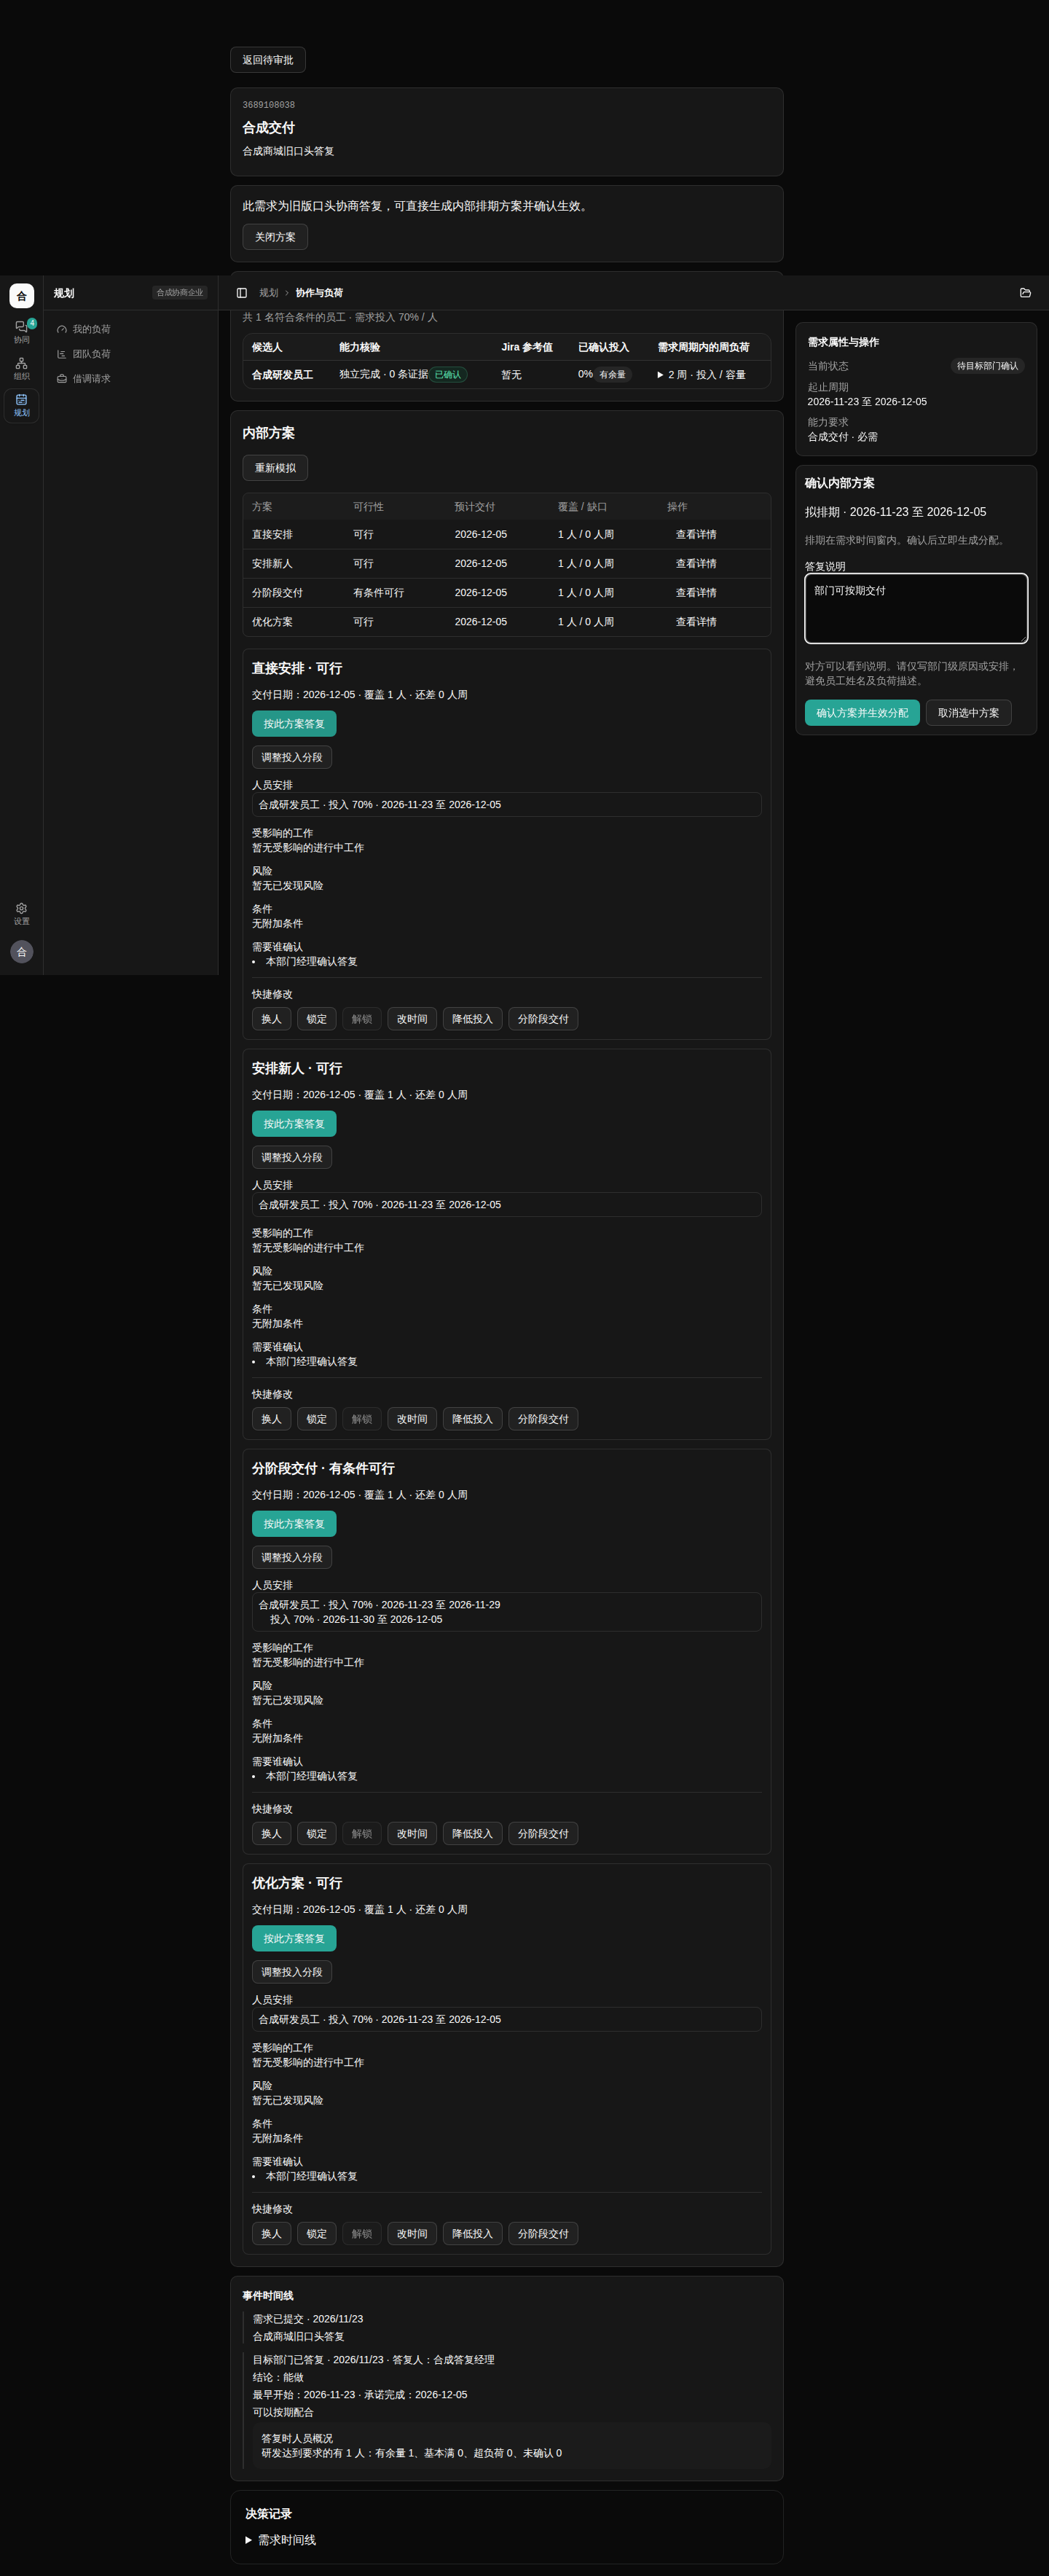 返回待审批
3689108038
合成交付
合成商城旧口头答复
此需求为旧版口头协商答复，可直接生成内部排期方案并确认生效。
关闭方案
合
规划
合成协商企业
规划 › 协作与负荷
4
协同
组织
规划
我的负荷
团队负荷
借调请求
设置
合
共 1 名符合条件的员工 · 需求投入 70% / 人
候选人 能力核验 Jira 参考值 已确认投入 需求周期内的周负荷
合成研发员工 独立完成 · 0 条证据 已确认 暂无 0% 有余量 ▶ 2 周 · 投入 / 容量
内部方案
重新模拟
方案 可行性 预计交付 覆盖 / 缺口 操作
直接安排 可行 2026-12-05 1 人 / 0 人周 查看详情
安排新人 可行 2026-12-05 1 人 / 0 人周 查看详情
分阶段交付 有条件可行 2026-12-05 1 人 / 0 人周 查看详情
优化方案 可行 2026-12-05 1 人 / 0 人周 查看详情
直接安排 · 可行
交付日期：2026-12-05 · 覆盖 1 人 · 还差 0 人周
按此方案答复
调整投入分段
人员安排
合成研发员工 · 投入 70% · 2026-11-23 至 2026-12-05
受影响的工作
暂无受影响的进行中工作
风险
暂无已发现风险
条件
无附加条件
需要谁确认
• 本部门经理确认答复
快捷修改
换人 锁定 解锁 改时间 降低投入 分阶段交付
安排新人 · 可行
交付日期：2026-12-05 · 覆盖 1 人 · 还差 0 人周
按此方案答复
调整投入分段
人员安排
合成研发员工 · 投入 70% · 2026-11-23 至 2026-12-05
受影响的工作
暂无受影响的进行中工作
风险
暂无已发现风险
条件
无附加条件
需要谁确认
• 本部门经理确认答复
快捷修改
换人 锁定 解锁 改时间 降低投入 分阶段交付
分阶段交付 · 有条件可行
交付日期：2026-12-05 · 覆盖 1 人 · 还差 0 人周
按此方案答复
调整投入分段
人员安排
合成研发员工 · 投入 70% · 2026-11-23 至 2026-11-29
投入 70% · 2026-11-30 至 2026-12-05
受影响的工作
暂无受影响的进行中工作
风险
暂无已发现风险
条件
无附加条件
需要谁确认
• 本部门经理确认答复
快捷修改
换人 锁定 解锁 改时间 降低投入 分阶段交付
优化方案 · 可行
交付日期：2026-12-05 · 覆盖 1 人 · 还差 0 人周
按此方案答复
调整投入分段
人员安排
合成研发员工 · 投入 70% · 2026-11-23 至 2026-12-05
受影响的工作
暂无受影响的进行中工作
风险
暂无已发现风险
条件
无附加条件
需要谁确认
• 本部门经理确认答复
快捷修改
换人 锁定 解锁 改时间 降低投入 分阶段交付
事件时间线
需求已提交 · 2026/11/23
合成商城旧口头答复
目标部门已答复 · 2026/11/23 · 答复人：合成答复经理
结论：能做
最早开始：2026-11-23 · 承诺完成：2026-12-05
可以按期配合
答复时人员概况
研发达到要求的有 1 人：有余量 1、基本满 0、超负荷 0、未确认 0
决策记录
▶ 需求时间线
需求属性与操作
当前状态 待目标部门确认
起止周期
2026-11-23 至 2026-12-05
能力要求
合成交付 · 必需
确认内部方案
拟排期 · 2026-11-23 至 2026-12-05
排期在需求时间窗内。确认后立即生成分配。
答复说明
部门可按期交付
对方可以看到说明。请仅写部门级原因或安排，
避免员工姓名及负荷描述。
确认方案并生效分配 取消选中方案